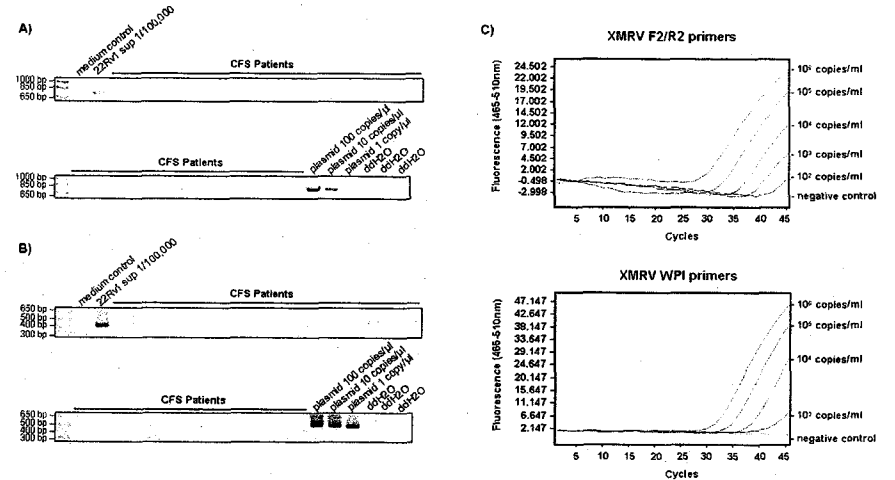 A)
medium control
22Rv1 sup 1/100,000
CFS Patients
1000 bp
850 bp
650 bp
CFS Patients
plasmid 100 copies/µl
plasmid 10 copies/µl
plasmid 1 copy/µl
ddH2O
ddH2O
ddH2O
1000 bp
850 bp
650 bp
B)
medium control
22Rv1 sup 1/100,000
CFS Patients
650 bp
500 bp
400 bp
300 bp
CFS Patients
plasmid 100 copies/µl
plasmid 10 copies/µl
plasmid 1 copy/µl
ddH2O
ddH2O
ddH2O
650 bp
500 bp
400 bp
300 bp
C)
XMRV F2/R2 primers
Fluorescence (465-510nm)
24.502
22.002
19.502
17.002
14.502
12.002
9.502
7.002
4.502
2.002
-0.498
-2.998
10⁶ copies/ml
10⁵ copies/ml
10⁴ copies/ml
10³ copies/ml
10² copies/ml
negative control
5 10 15 20 25 30 35 40 45
Cycles
XMRV WPI primers
Fluorescence (465-510nm)
47.147
42.647
38.147
33.647
29.147
24.647
20.147
15.647
11.147
6.647
2.147
10⁶ copies/ml
10⁵ copies/ml
10⁴ copies/ml
10³ copies/ml
negative control
5 10 15 20 25 30 35 40 45
Cycles